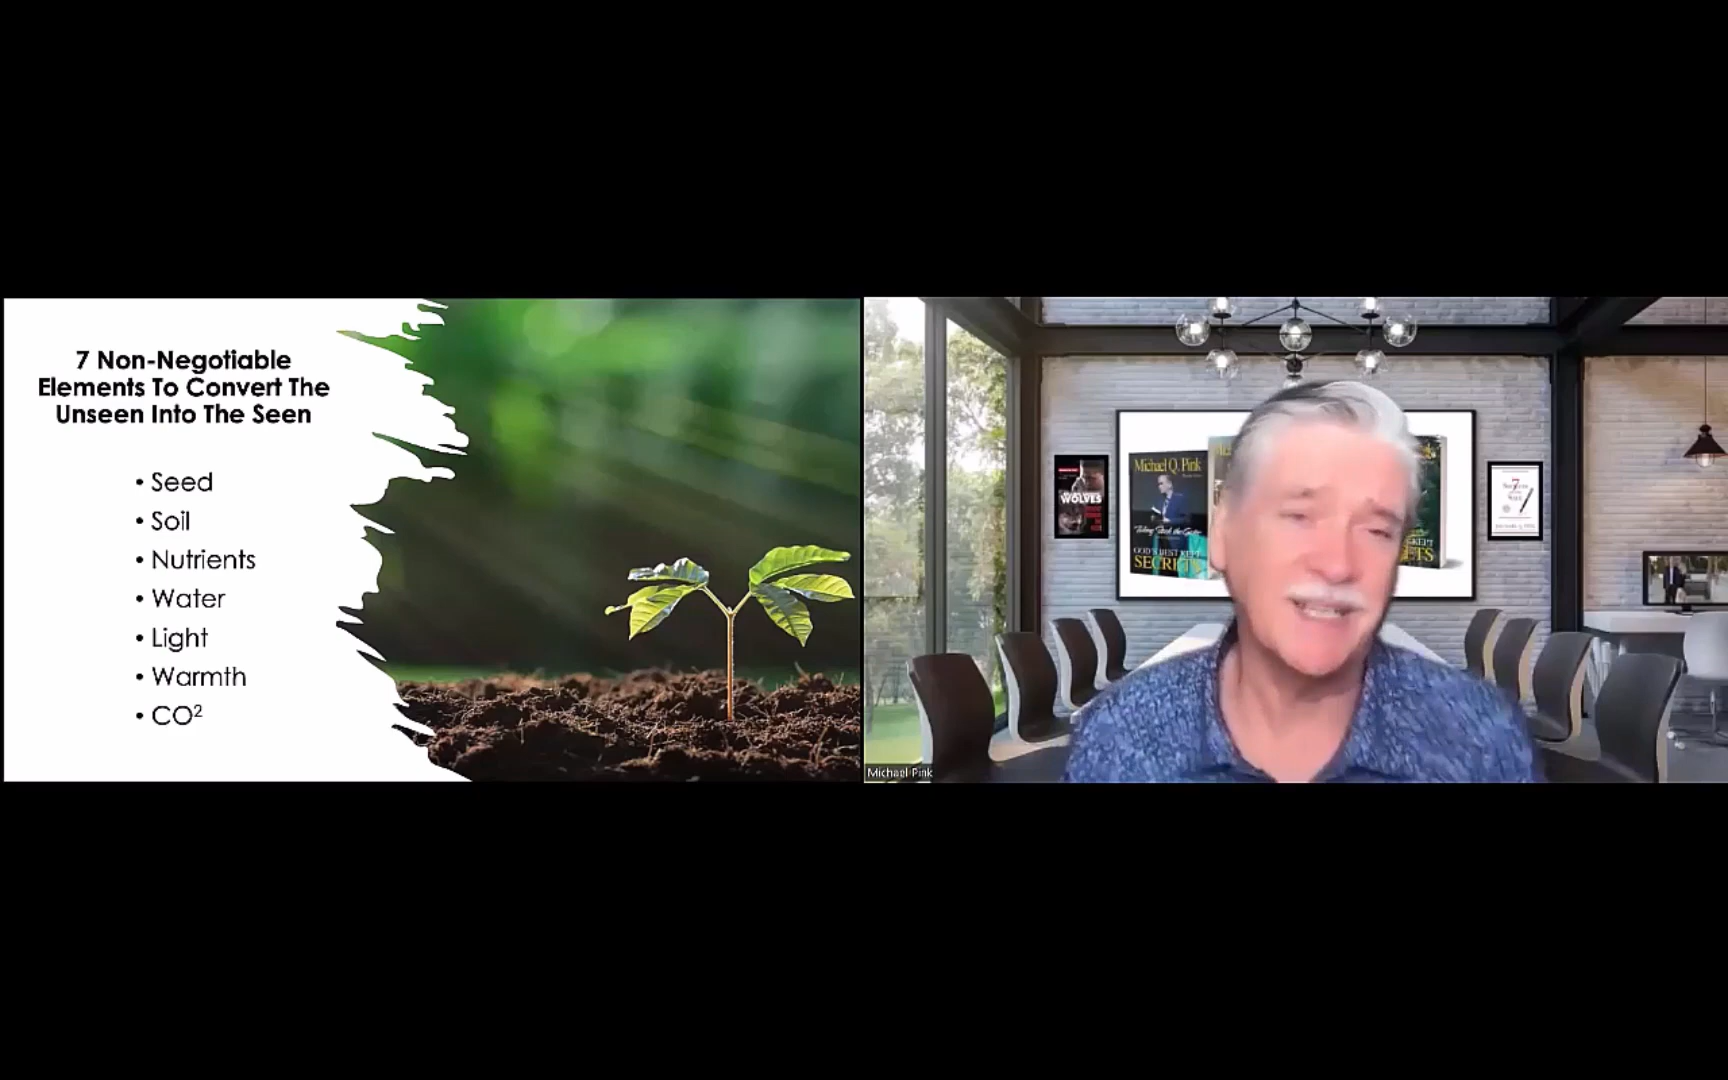 7 Non-Negotiable
Elements To Convert The
Unseen Into The Seen
• Seed
• Soil
• Nutrients
• Water
• Light
• Warmth
• CO²
WOLVES
Michael Q. Pink
GOD'S BEST KEPT
SECRETS
7
Michael Pink